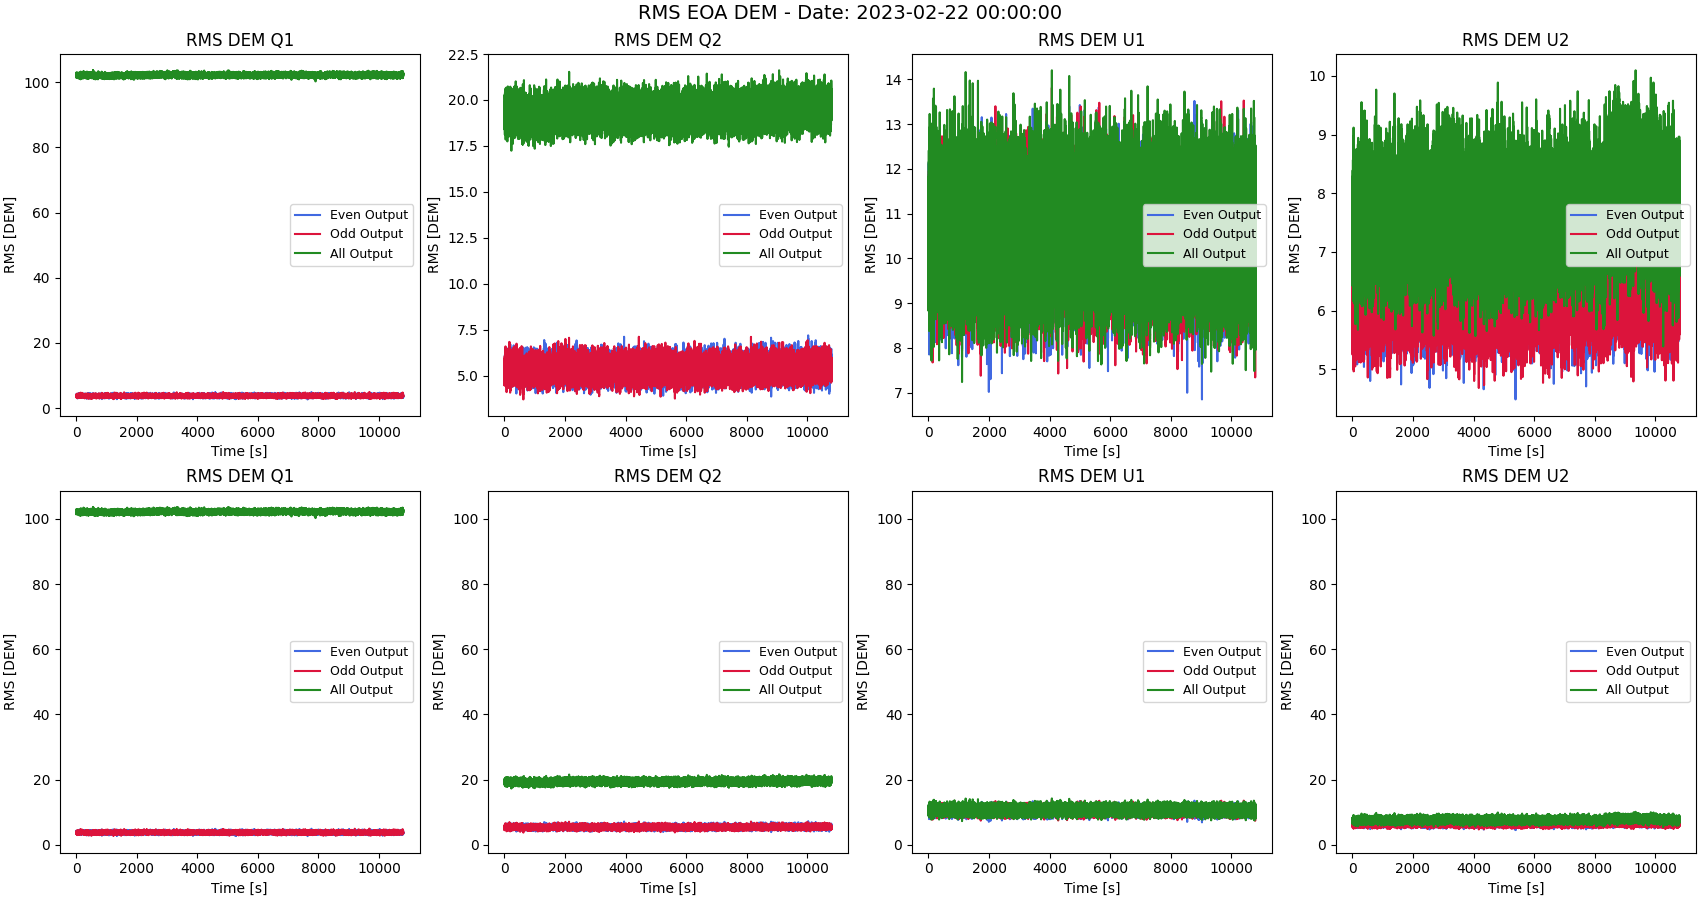 RMS EOA DEM - Date: 2023-02-22 00:00:00
RMS DEM Q1
RMS [DEM]
100
80
60
40
20
0
Even Output
Odd Output
All Output
0 2000 4000 6000 8000 10000
Time [s]
RMS DEM Q2
RMS [DEM]
22.5
20.0
17.5
15.0
12.5
10.0
7.5
5.0
Even Output
Odd Output
All Output
0 2000 4000 6000 8000 10000
Time [s]
RMS DEM U1
RMS [DEM]
14
13
12
11
10
9
8
7
Even Output
Odd Output
All Output
0 2000 4000 6000 8000 10000
Time [s]
RMS DEM U2
RMS [DEM]
10
9
8
7
6
5
Even Output
Odd Output
All Output
0 2000 4000 6000 8000 10000
Time [s]
RMS DEM Q1
RMS [DEM]
100
80
60
40
20
0
Even Output
Odd Output
All Output
0 2000 4000 6000 8000 10000
Time [s]
RMS DEM Q2
RMS [DEM]
100
80
60
40
20
0
Even Output
Odd Output
All Output
0 2000 4000 6000 8000 10000
Time [s]
RMS DEM U1
RMS [DEM]
100
80
60
40
20
0
Even Output
Odd Output
All Output
0 2000 4000 6000 8000 10000
Time [s]
RMS DEM U2
RMS [DEM]
100
80
60
40
20
0
Even Output
Odd Output
All Output
0 2000 4000 6000 8000 10000
Time [s]